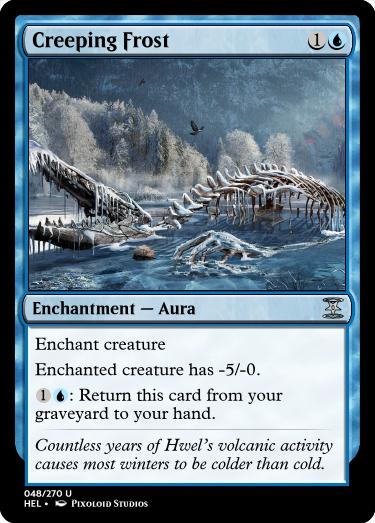 Creeping Frost 1
Enchantment — Aura
Enchant creature
Enchanted creature has -5/-0.
1: Return this card from your
graveyard to your hand.
Countless years of Hwel's volcanic activity
causes most winters to be colder than cold.
048/270 U
HEL • Pixoloid Studios